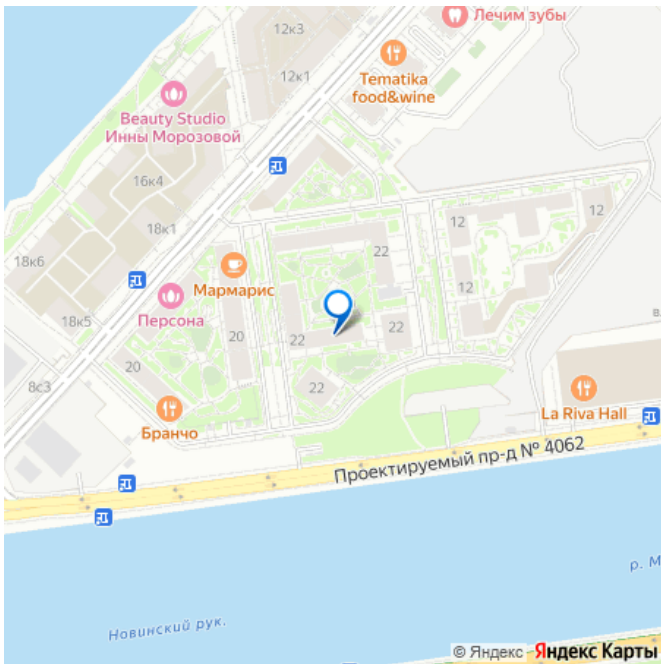 Лечим зубы
12к3
12к1
Tematika
food&wine
Beauty Studio
Инны Морозовой
16к4
18к1
12
12
18к6
22
22
Мармарис
12
18к5
Персона
20
22
22
в
8с3
20
22
La Riva Hall
Бранчо
Проектируемый пр-д № 4062
р. М
Новинский рук.
© Яндекс Яндекс Карты